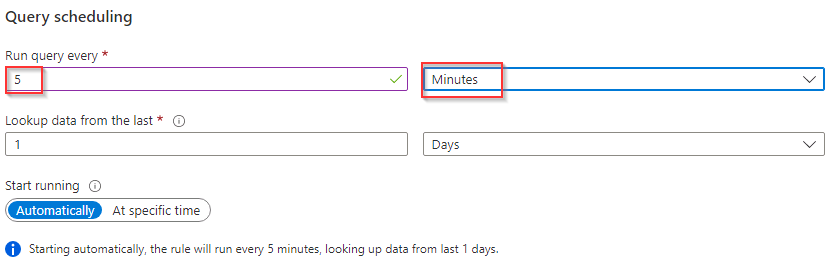 Query scheduling
Run query every *
5 Minutes
Lookup data from the last *
1 Days
Start running
Automatically At specific time
Starting automatically, the rule will run every 5 minutes, looking up data from last 1 days.